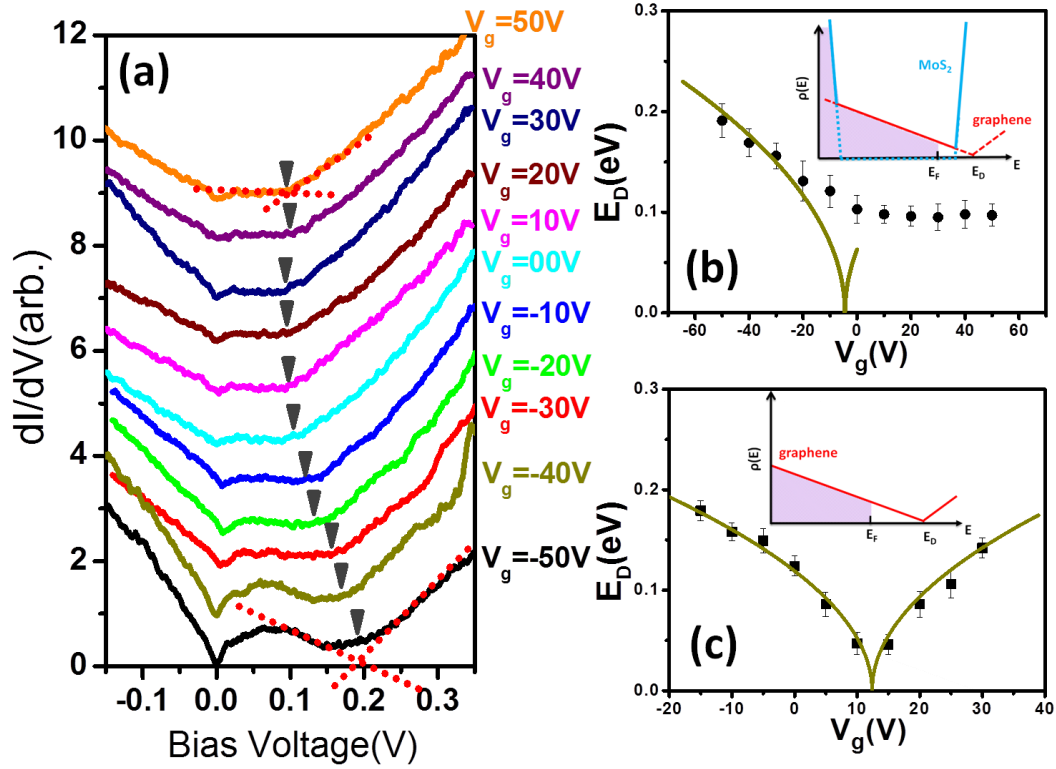 (a)
12
10
8
6
4
2
0
dI/dV(arb.)
-0.1
0.0
0.1
0.2
0.3
Bias Voltage(V)
Vg=50V
Vg=40V
Vg=30V
Vg=20V
Vg=10V
Vg=00V
Vg=-10V
Vg=-20V
Vg=-30V
Vg=-40V
Vg=-50V
(b)
0.3
0.2
0.1
0.0
ED(eV)
-60
-40
-20
0
20
40
60
Vg(V)
ρ(E)
MoS2
graphene
EF
ED
E
(c)
0.3
0.2
0.1
0.0
ED(eV)
-20
-10
0
10
20
30
40
Vg(V)
ρ(E)
graphene
EF
ED
E